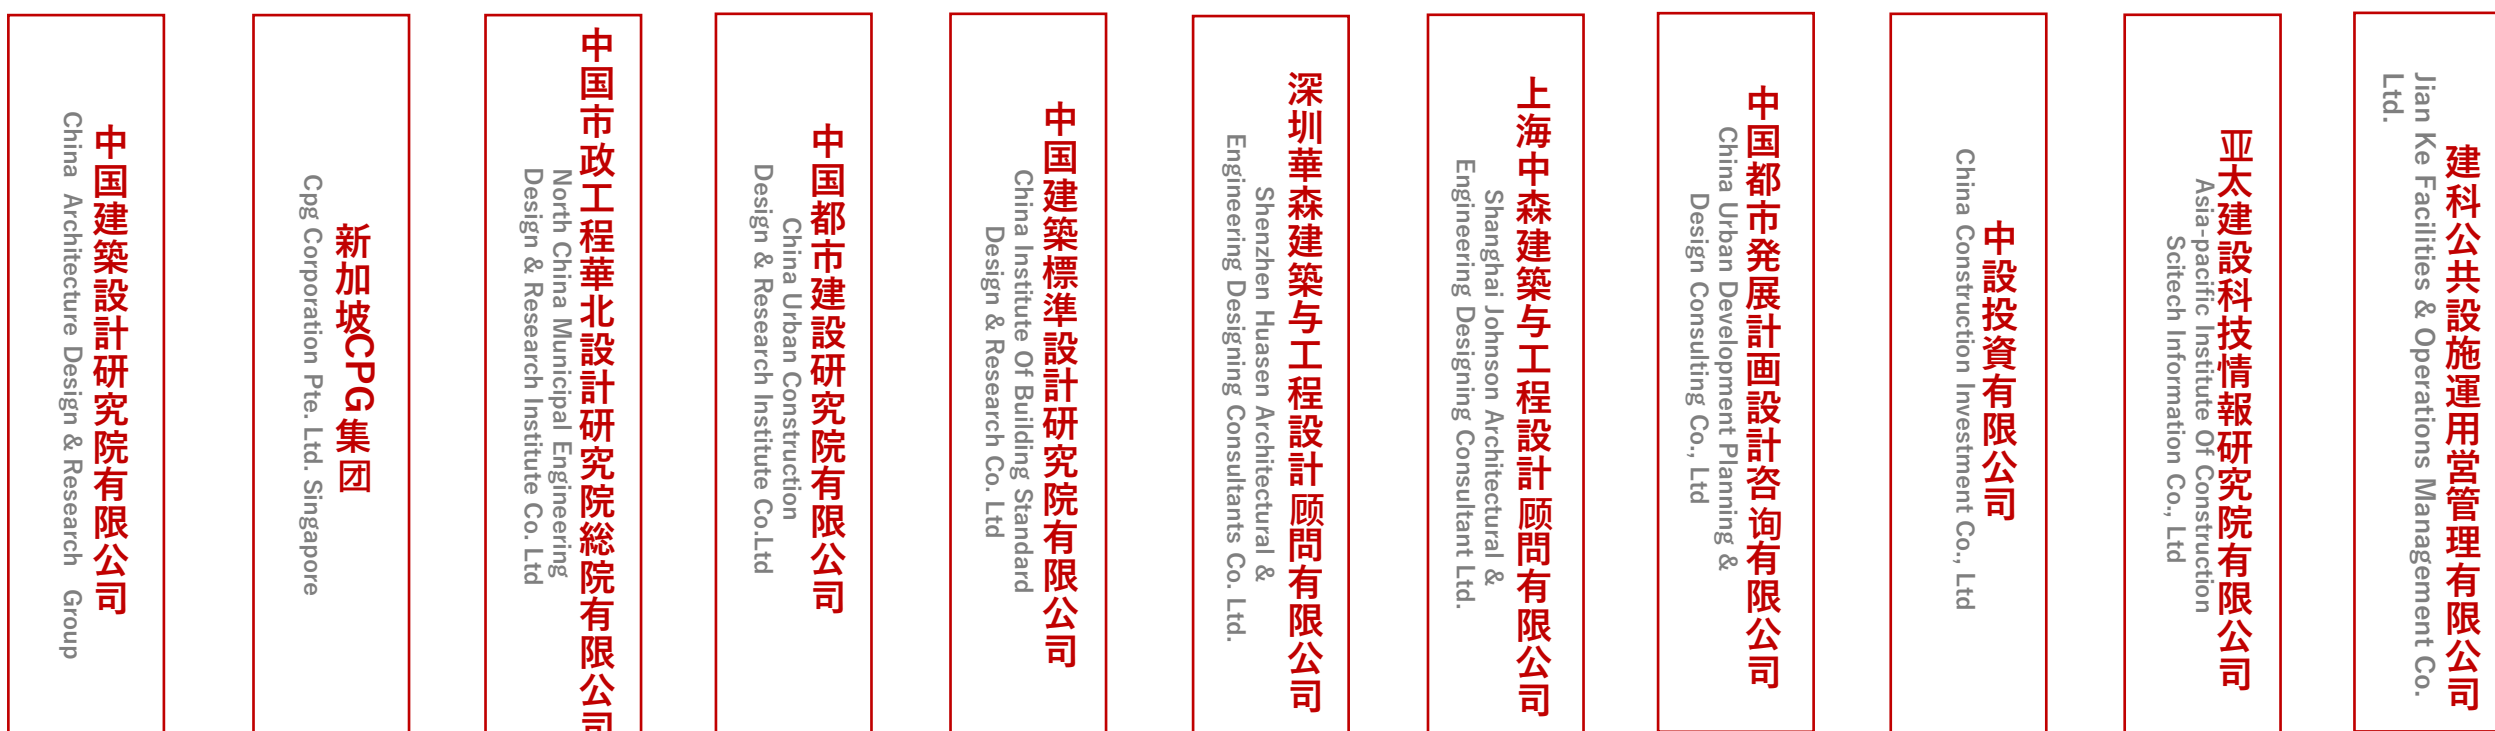 中国建築設計研究院有限公司
China Architecture Design & Research Group
新加坡CPG集团
Cpg Corporation Pte. Ltd. Singapore
中国市政工程華北設計研究院総院有限公司
North China Municipal Engineering
Design & Research Institute Co. Ltd
中国都市建設研究院有限公司
China Urban Construction
Design & Research Institute Co.Ltd
中国建築標準設計研究院有限公司
China Institute Of Building Standard
Design & Research Co. Ltd
深圳華森建築与工程設計顾問有限公司
Shenzhen Huasen Architectural &
Engineering Designing Consultants Co. Ltd.
上海中森建築与工程設計顾問有限公司
Shanghai Johnson Architectural &
Engineering Designing Consultant Ltd.
中国都市発展計画設計咨询有限公司
China Urban Development Planning &
Design Consulting Co., Ltd
中設投資有限公司
China Construction Investment Co., Ltd
亚太建設科技情報研究院有限公司
Asia-pacific Institute Of Construction
Scitech Information Co., Ltd
建科公共設施運用営管理有限公司
Jian Ke Facilities & Operations Management Co.
Ltd.